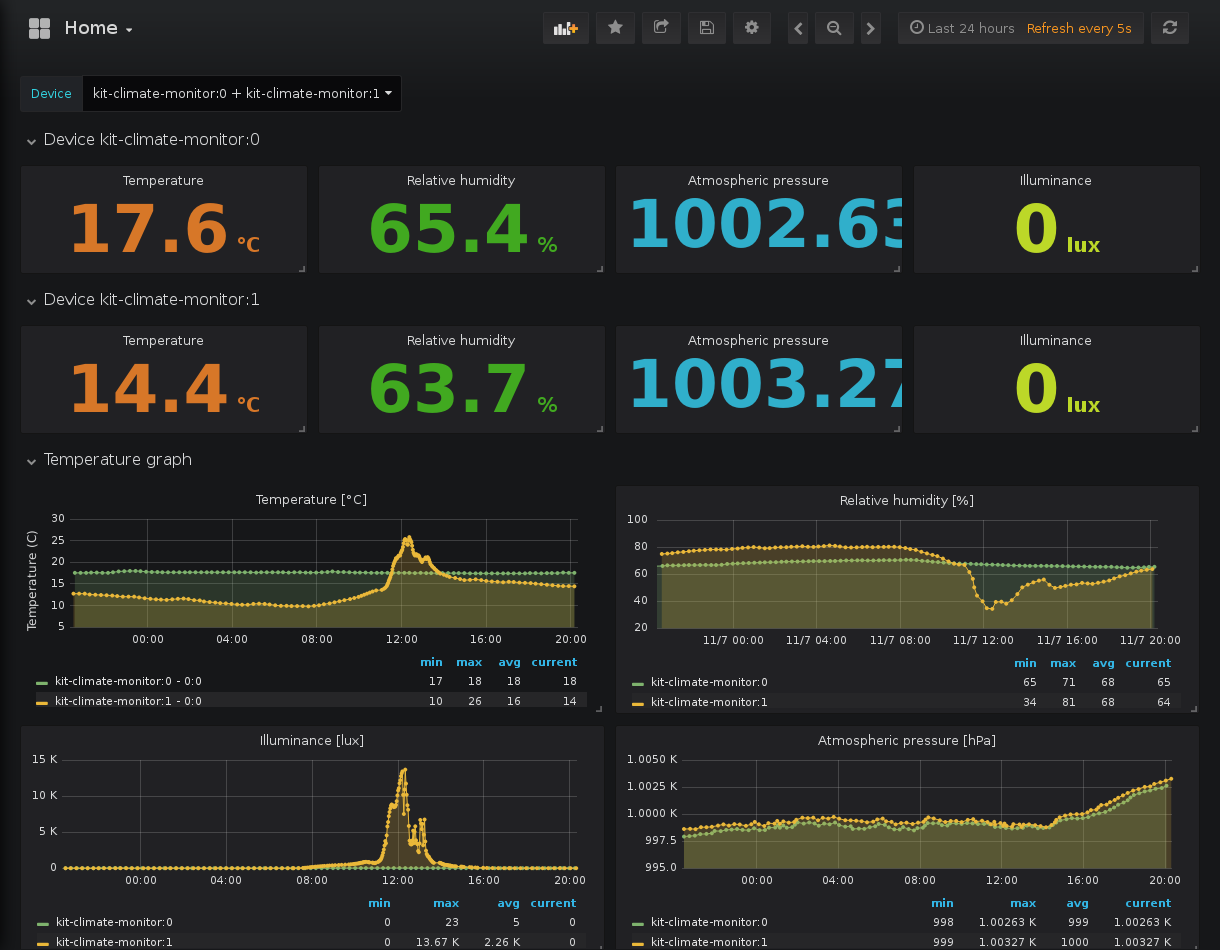 Home
Last 24 hours Refresh every 5s
Device kit-climate-monitor:0 + kit-climate-monitor:1
Device kit-climate-monitor:0
Temperature Relative humidity Atmospheric pressure Illuminance
17.6 °C 65.4 % 1002.63 0 lux
Device kit-climate-monitor:1
Temperature Relative humidity Atmospheric pressure Illuminance
14.4 °C 63.7 % 1003.27 0 lux
Temperature graph
Temperature [°C]
Temperature (C)
30
25
20
15
10
5
00:00 04:00 08:00 12:00 16:00 20:00
min max avg current
kit-climate-monitor:0 - 0:0 17 18 18 18
kit-climate-monitor:1 - 0:0 10 26 16 14
Relative humidity [%]
100
80
60
40
20
11/7 00:00 11/7 04:00 11/7 08:00 11/7 12:00 11/7 16:00 11/7 20:00
min max avg current
kit-climate-monitor:0 65 71 68 65
kit-climate-monitor:1 34 81 68 64
Illuminance [lux]
15 K
10 K
5 K
0
00:00 04:00 08:00 12:00 16:00 20:00
min max avg current
kit-climate-monitor:0 0 23 5 0
kit-climate-monitor:1 0 13.67 K 2.26 K 0
Atmospheric pressure [hPa]
1.0050 K
1.0025 K
1.0000 K
997.5
995.0
00:00 04:00 08:00 12:00 16:00 20:00
min max avg current
kit-climate-monitor:0 998 1.00263 K 999 1.00263 K
kit-climate-monitor:1 999 1.00327 K 1000 1.00327 K